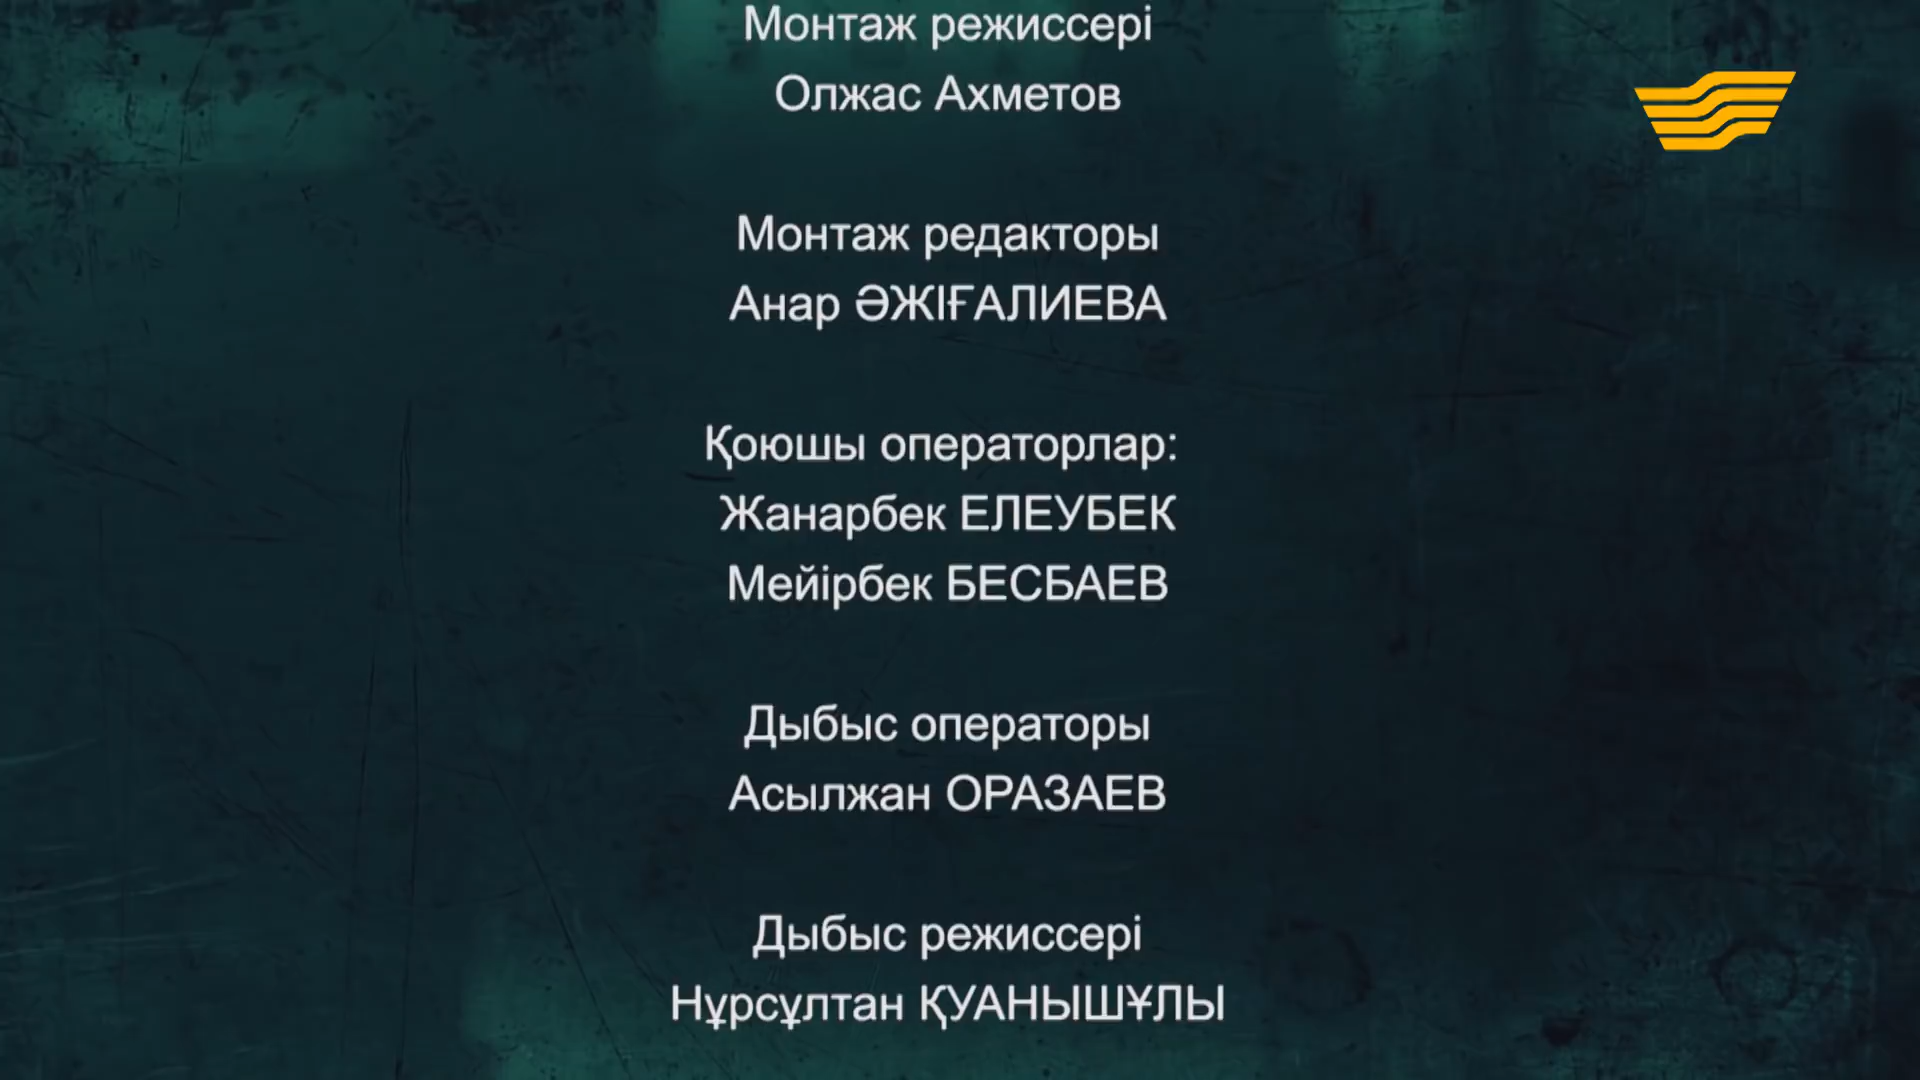 Монтаж режиссері
Олжас Ахметов
Монтаж редакторы
Анар ӘЖІҒАЛИЕВА
Қоюшы операторлар:
Жанарбек ЕЛЕУБЕК
Мейірбек БЕСБАЕВ
Дыбыс операторы
Асылжан ОРАЗАЕВ
Дыбыс режиссері
Нұрсұлтан ҚУАНЫШҰЛЫ